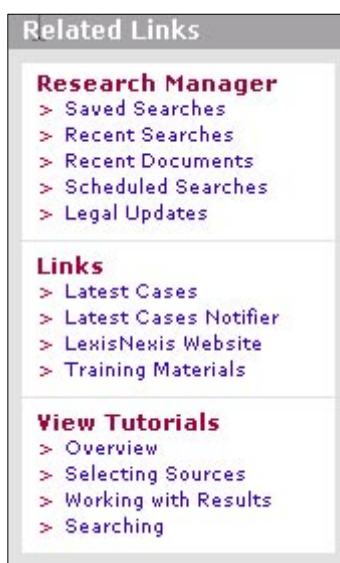 Related Links
Research Manager
> Saved Searches
> Recent Searches
> Recent Documents
> Scheduled Searches
> Legal Updates
Links
> Latest Cases
> Latest Cases Notifier
> LexisNexis Website
> Training Materials
View Tutorials
> Overview
> Selecting Sources
> Working with Results
> Searching